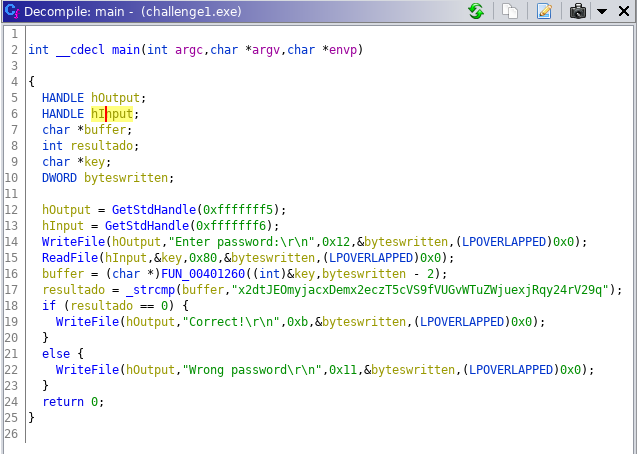 Decompile: main - (challenge1.exe)
1
2 int __cdecl main(int argc,char *argv,char *envp)
3
4 {
5 HANDLE hOutput;
6 HANDLE hInput;
7 char *buffer;
8 int resultado;
9 char *key;
10 DWORD byteswritten;
11
12 hOutput = GetStdHandle(0xfffffff5);
13 hInput = GetStdHandle(0xfffffff6);
14 WriteFile(hOutput,"Enter password:\r\n",0x12,&byteswritten,(LPOVERLAPPED)0x0);
15 ReadFile(hInput,&key,0x80,&byteswritten,(LPOVERLAPPED)0x0);
16 buffer = (char *)FUN_00401260((int)&key,byteswritten - 2);
17 resultado = _strcmp(buffer,"x2dtJEOmyjacxDemx2eczT5cVS9fVUGvWTuZWjuexjRqy24rV29q");
18 if (resultado == 0) {
19 WriteFile(hOutput,"Correct!\r\n",0xb,&byteswritten,(LPOVERLAPPED)0x0);
20 }
21 else {
22 WriteFile(hOutput,"Wrong password\r\n",0x11,&byteswritten,(LPOVERLAPPED)0x0);
23 }
24 return 0;
25 }
26